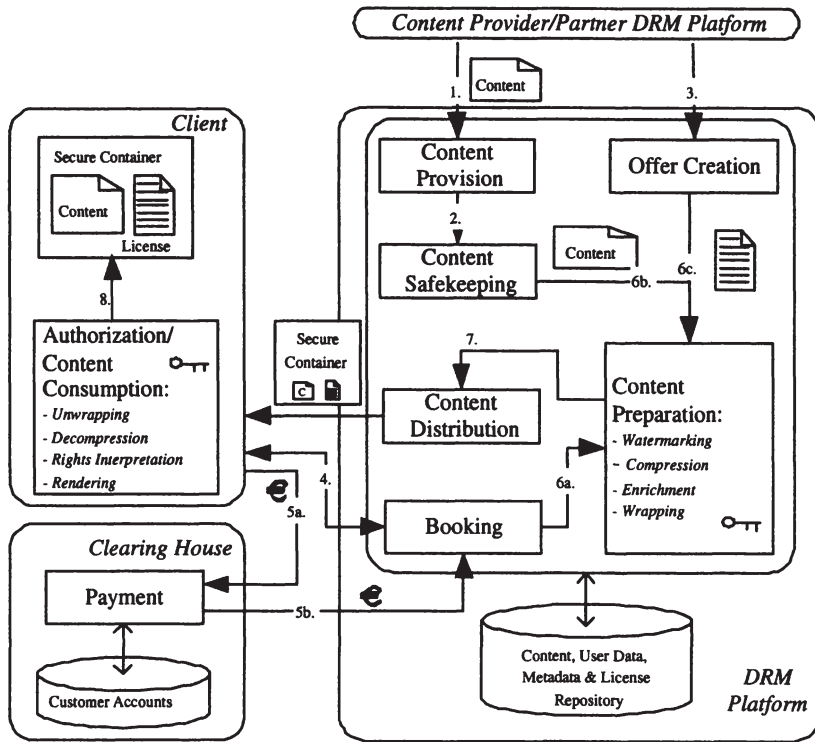 Content Provider/Partner DRM Platform
1.
Content
3.
Client
Secure Container
Content
License
8.
Authorization/
Content
Consumption:
- Unwrapping
- Decompression
- Rights Interpretation
- Rendering
Content
Provision
Offer Creation
2.
Content
Safekeeping
Content
6b.
6c.
Secure
Container
C
7.
Content
Distribution
Content
Preparation:
- Watermarking
- Compression
- Enrichment
- Wrapping
4.
6a.
€
5a.
Booking
Clearing House
Payment
5b.
€
Customer Accounts
Content, User Data,
Metadata & License
Repository
DRM
Platform